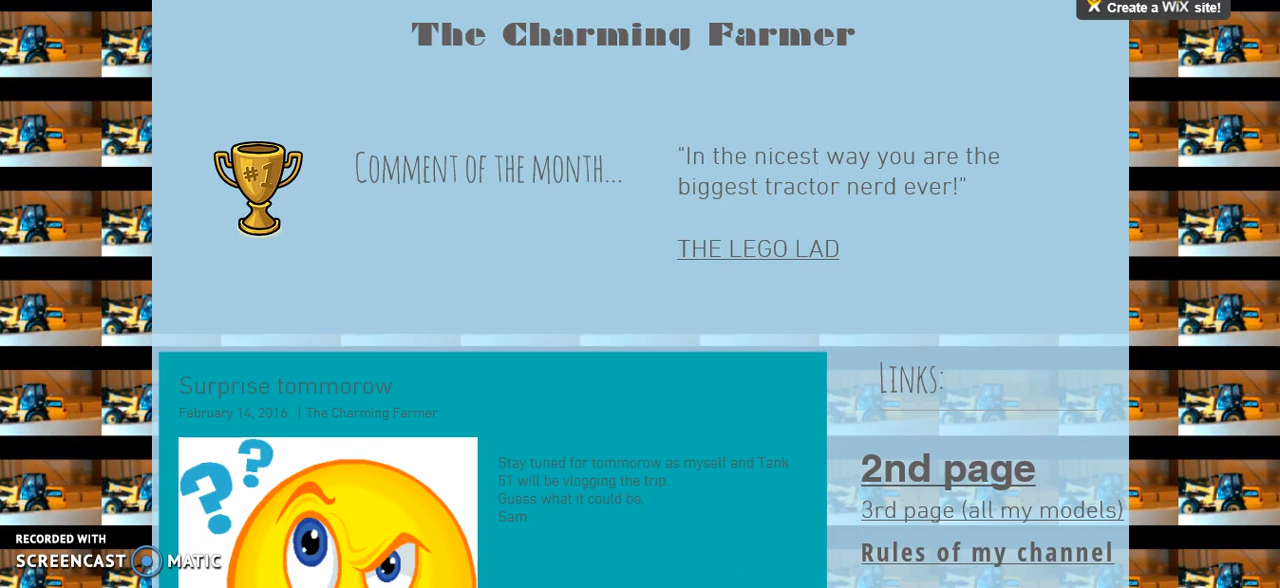 Create a WiX site!
The Charming Farmer
#1
Comment of the month...
"In the nicest way you are the
biggest tractor nerd ever!"
THE LEGO LAD
Surprise tommorow
February 14, 2016 | The Charming Farmer
Stay tuned for tommorow as myself and Tank
51 will be vlogging the trip.
Guess what it could be.
Sam
? ?
Links:
2nd page
3rd page (all my models)
Rules of my channel
RECORDED WITH
SCREENCAST MATIC